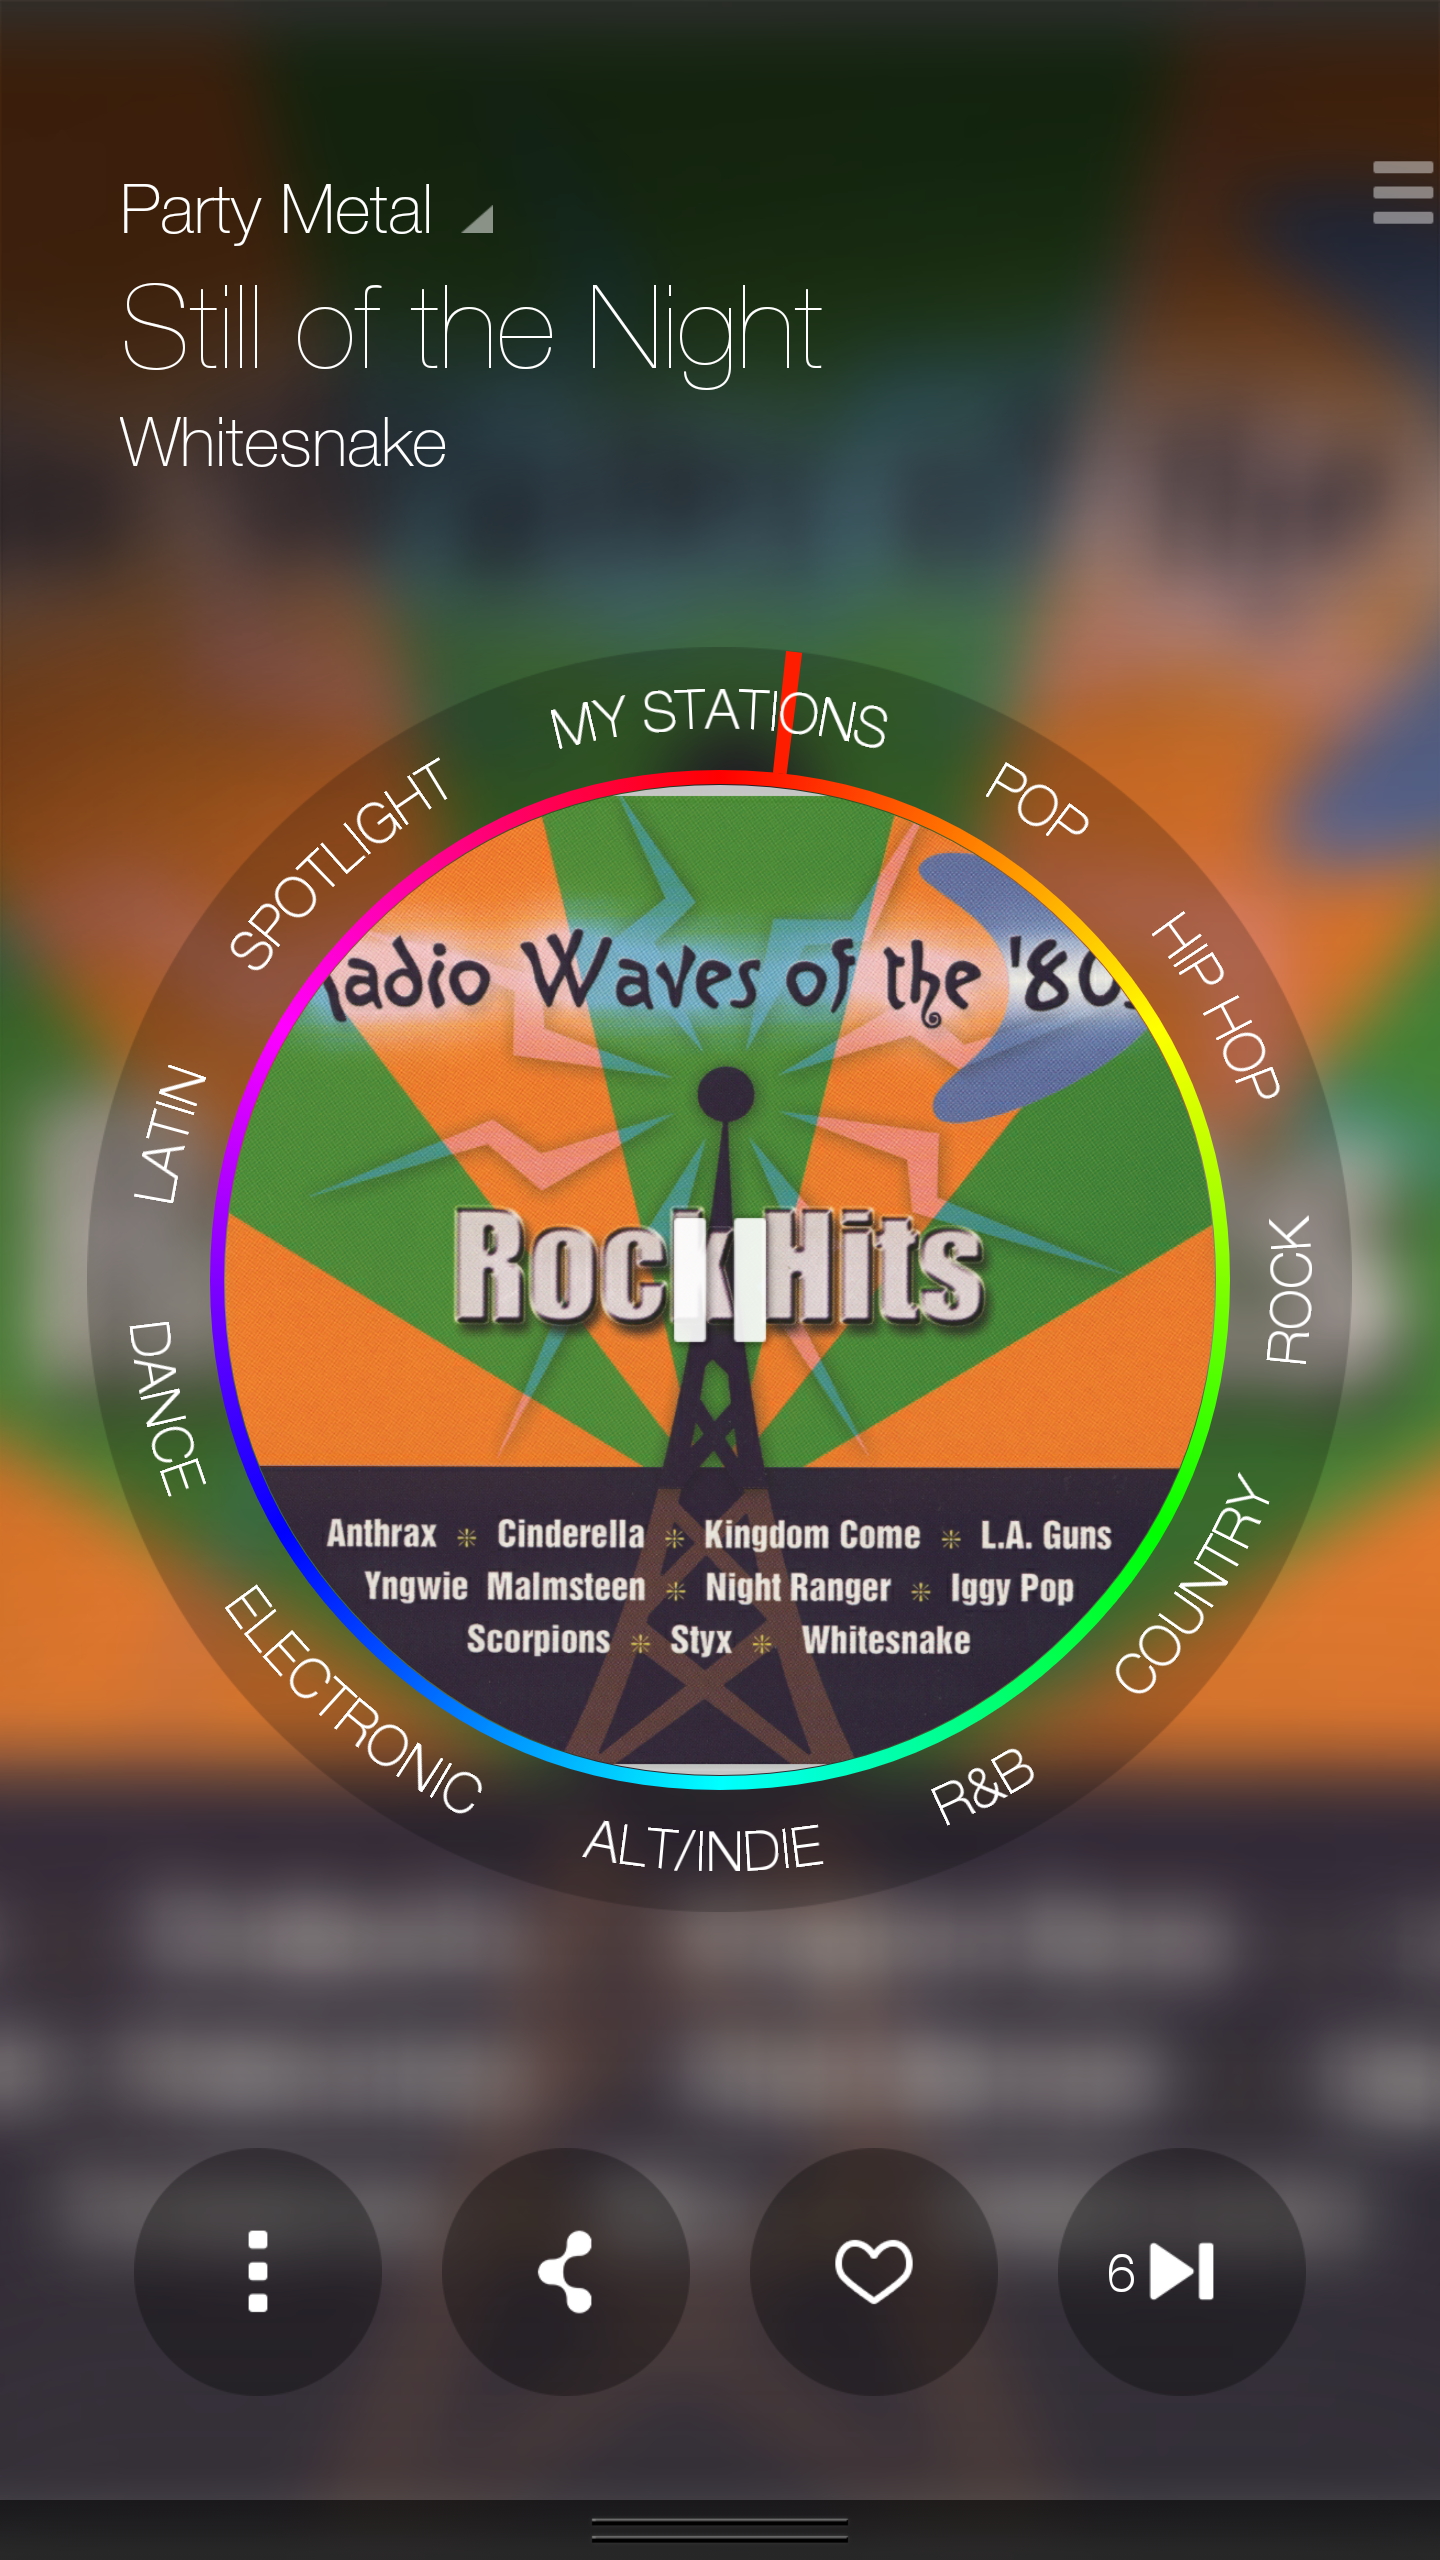 Party Metal
Still of the Night
Whitesnake
MY STATIONS
POP
HIP HOP
ROCK
COUNTRY
R&B
ALT/INDIE
ELECTRONIC
DANCE
LATIN
SPOTLIGHT
adio Waves of the '80s
Rock Hits
Anthrax ✳ Cinderella ✳ Kingdom Come ✳ L.A. Guns
Yngwie Malmsteen ✳ Night Ranger ✳ Iggy Pop
Scorpions ✳ Styx ✳ Whitesnake
6